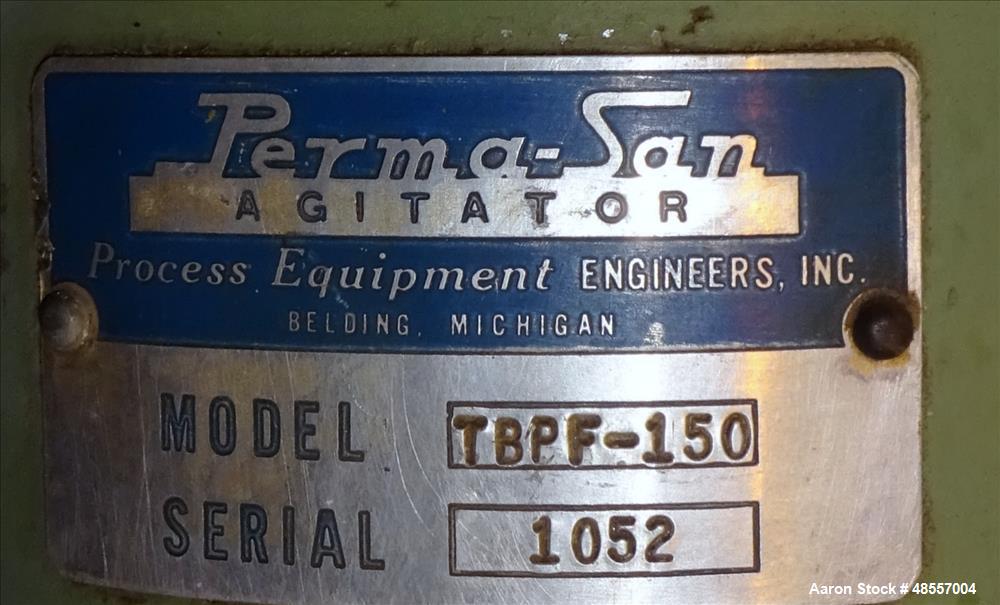 Perma-San
AGITATOR
Process Equipment ENGINEERS, INC.
BELDING, MICHIGAN
MODEL TBPF-150
SERIAL 1052
Aaron Stock # 48557004